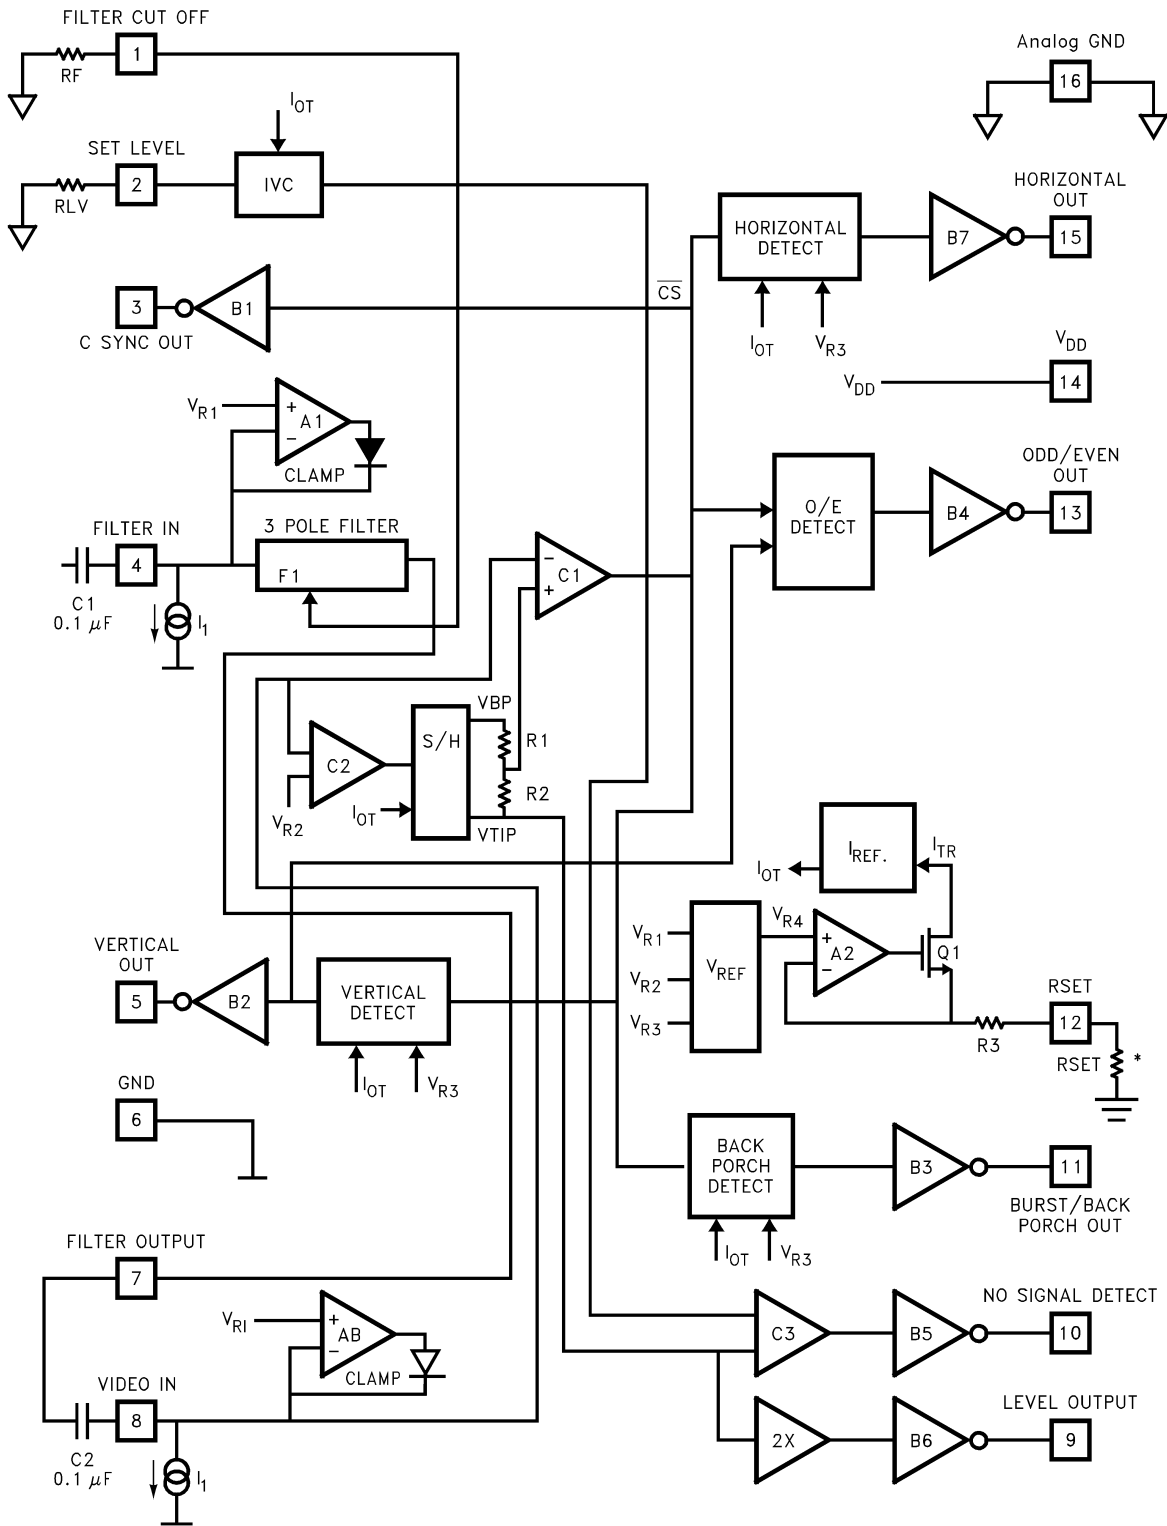 FILTER CUT OFF
1
RF
Analog GND
16
IOT
SET LEVEL
2
RLV
IVC
HORIZONTAL
DETECT
IOT
VR3
B7
HORIZONTAL
OUT
15
CS
3
B1
C SYNC OUT
VDD
VDD
14
VR1
+
−
A1
CLAMP
ODD/EVEN
OUT
13
O/E
DETECT
B4
FILTER IN
4
C1
0.1 µF
I1
3 POLE FILTER
F1
−
+
C1
VBP
S/H
R1
R2
VTIP
C2
VR2
IOT
IREF.
ITR
IOT
VR1
VR2
VR3
VREF
VR4
+
−
A2
Q1
R3
RSET
12
RSET
*
VERTICAL
OUT
5
B2
VERTICAL
DETECT
IOT
VR3
GND
6
BACK
PORCH
DETECT
IOT
VR3
B3
11
BURST/BACK
PORCH OUT
FILTER OUTPUT
7
VRI
+
−
AB
CLAMP
VIDEO IN
8
C2
0.1 µF
I1
C3
B5
NO SIGNAL DETECT
10
2X
B6
LEVEL OUTPUT
9